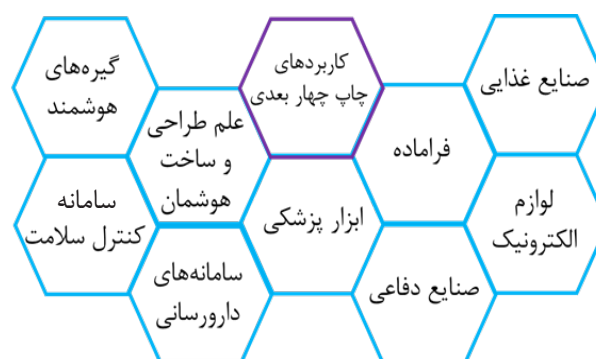 کاربردهای
چاپ چهار بعدی
صنایع غذایی
فراماده
علم طراحی
و ساخت
هوشمان
گیره‌های
هوشمند
لوازم
الکترونیک
ابزار پزشکی
سامانه
کنترل سلامت
صنایع دفاعی
سامانه‌های
دارورسانی